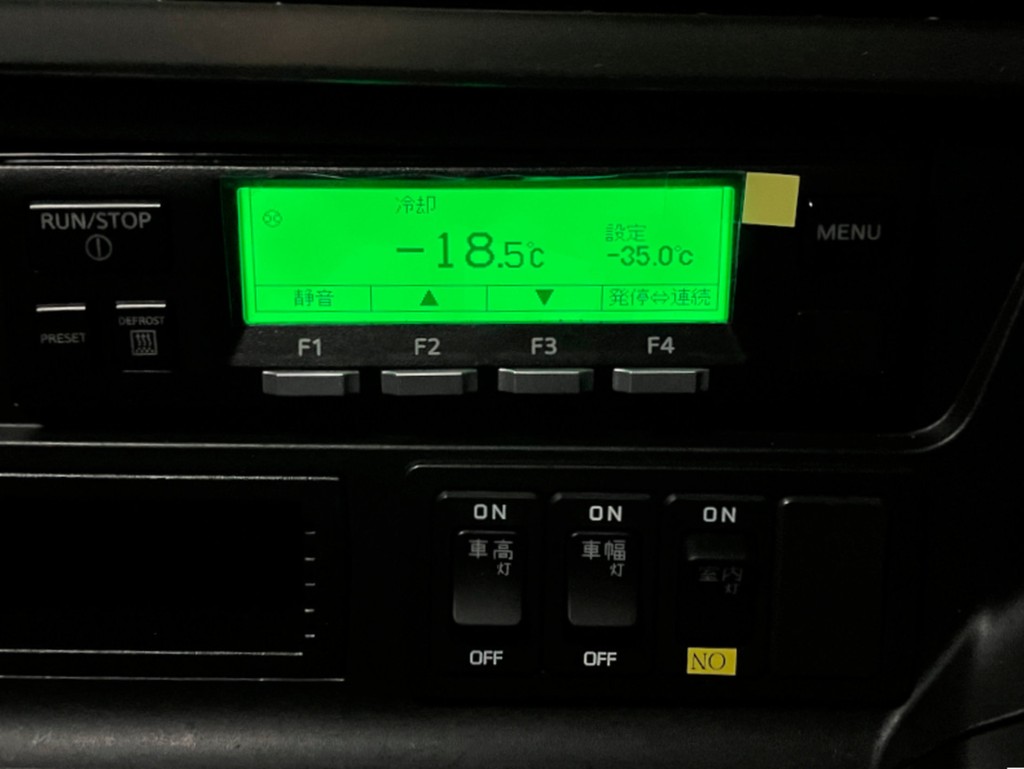 RUN/STOP
冷却
-18.5℃
設定
-35.0℃
MENU
PRESET
DEFROST
静音
▲
▼
発停⇔連続
F1
F2
F3
F4
ON
ON
ON
車高
灯
車幅
灯
室内
灯
OFF
OFF
NO